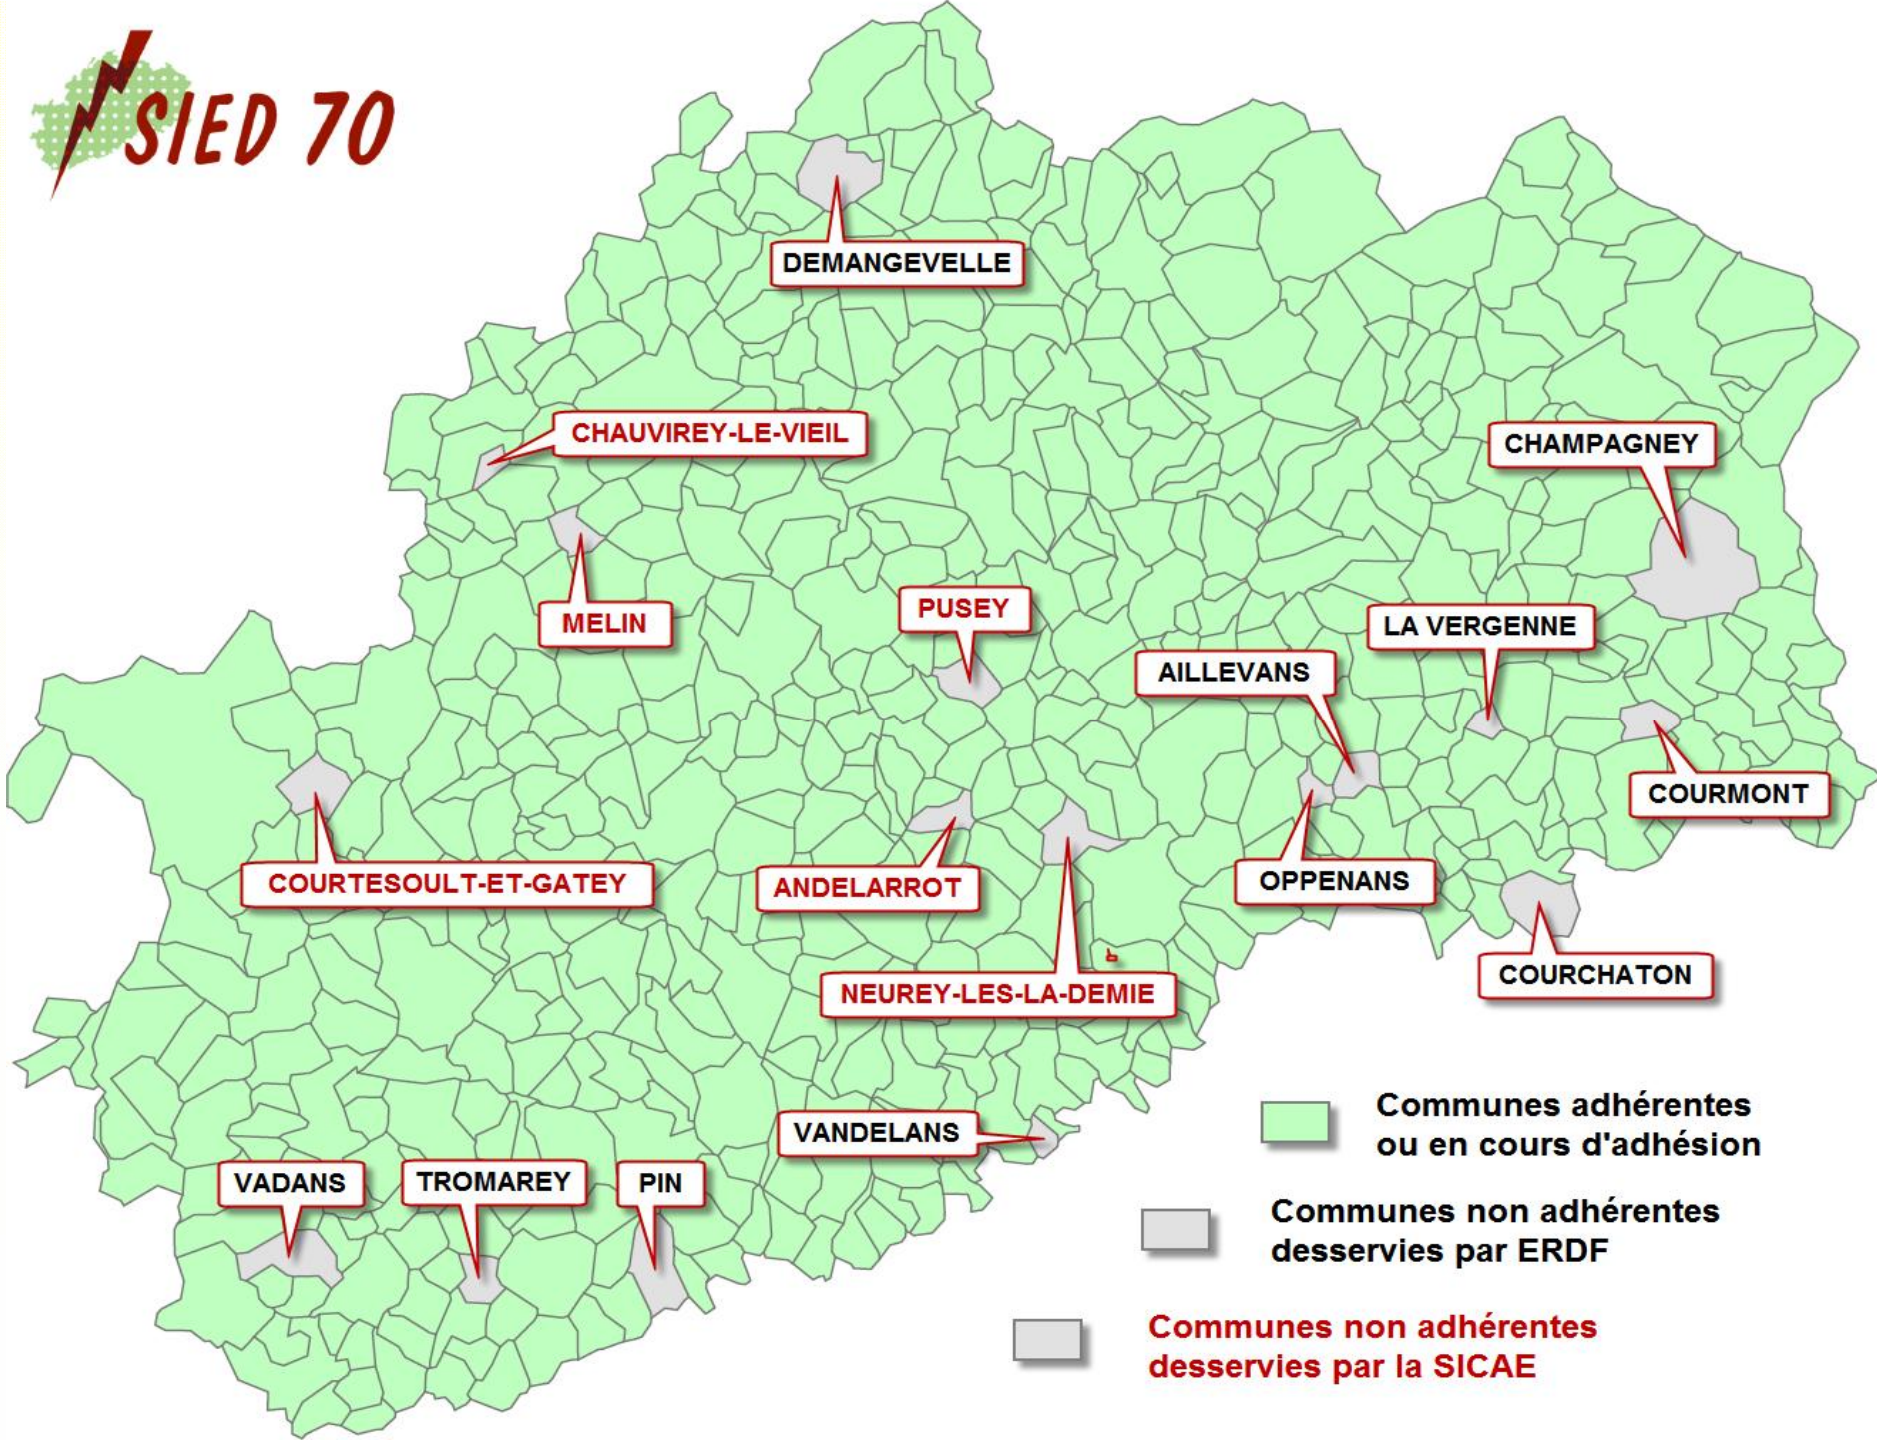 SIED 70
DEMANGEVELLE
CHAUVIREY-LE-VIEIL
CHAMPAGNEY
MELIN
PUSEY
LA VERGENNE
AILLEVANS
COURMONT
COURTESOULT-ET-GATEY
ANDELARROT
OPPENANS
NEUREY-LES-LA-DEMIE
COURCHATON
VANDELANS
VADANS
TROMAREY
PIN
Communes adhérentes
ou en cours d'adhésion
Communes non adhérentes
desservies par ERDF
Communes non adhérentes
desservies par la SICAE